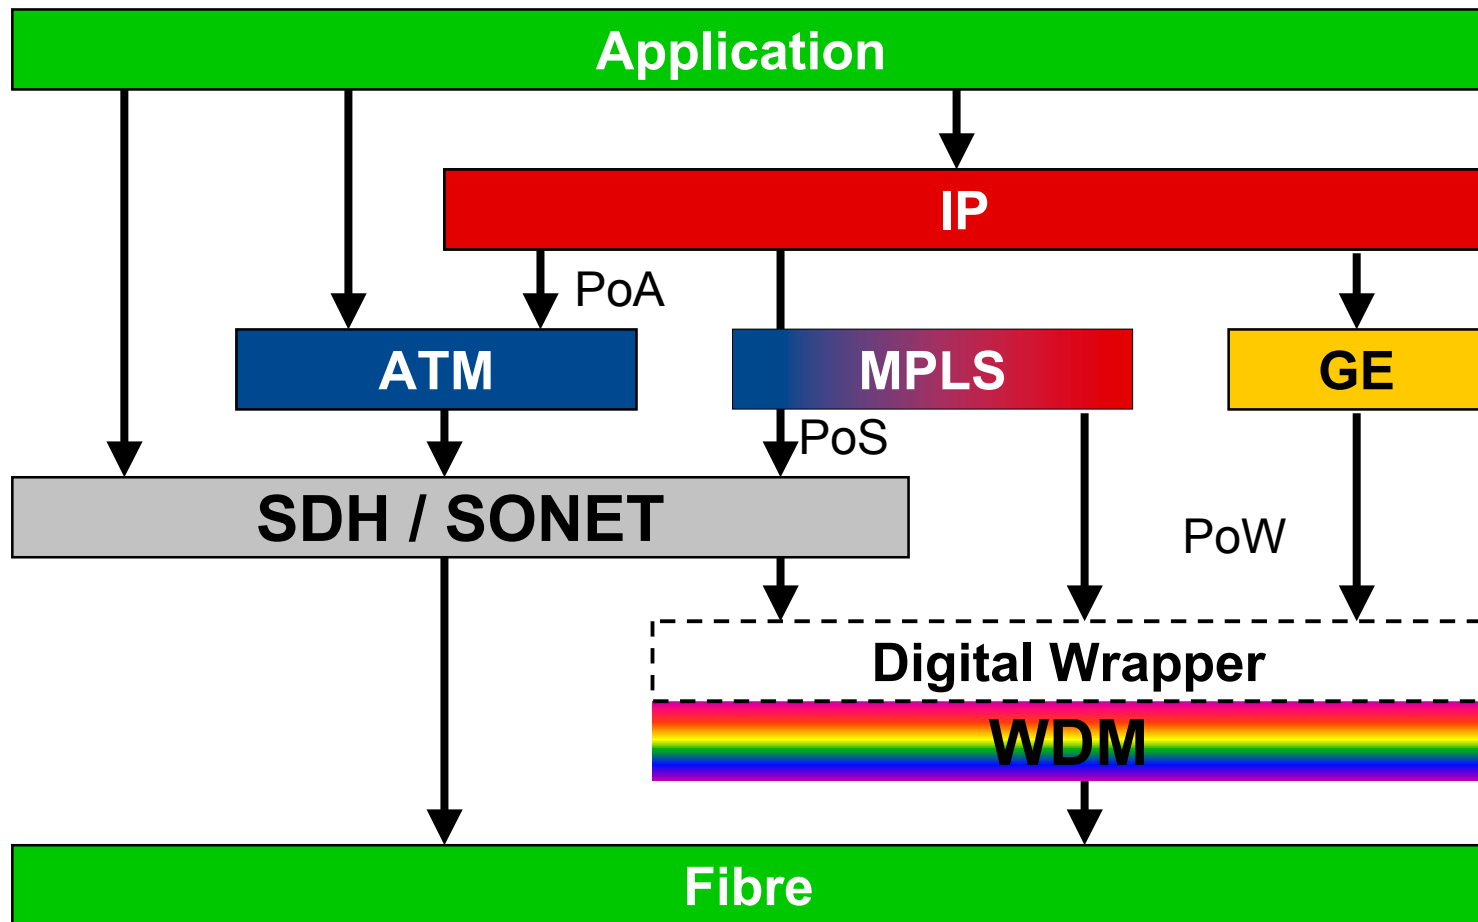 Application
IP
PoA
ATM
MPLS
GE
PoS
SDH / SONET
PoW
Digital Wrapper
WDM
Fibre